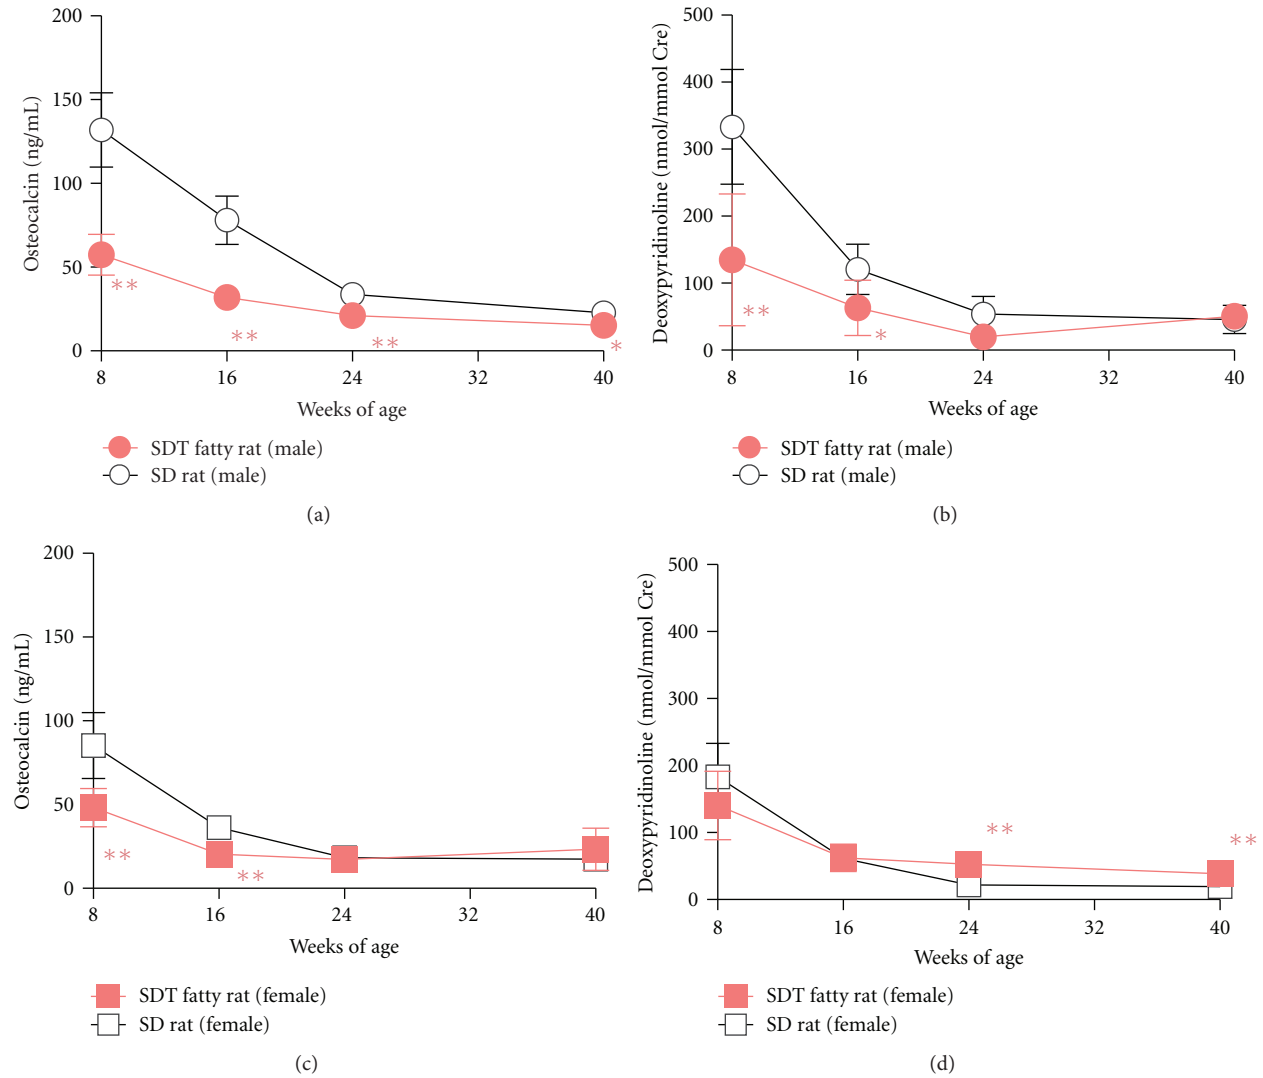 200
150
100
50
0
Osteocalcin (ng/mL)
**
**
**
*
8 16 24 32 40
Weeks of age
SDT fatty rat (male)
SD rat (male)
(a)
500
400
300
200
100
0
Deoxypyridinoline (nmol/mmol Cre)
**
*
8 16 24 32 40
Weeks of age
SDT fatty rat (male)
SD rat (male)
(b)
200
150
100
50
0
Osteocalcin (ng/mL)
**
**
8 16 24 32 40
Weeks of age
SDT fatty rat (female)
SD rat (female)
(c)
500
400
300
200
100
0
Deoxypyridinoline (nmol/mmol Cre)
**
**
8 16 24 32 40
Weeks of age
SDT fatty rat (female)
SD rat (female)
(d)